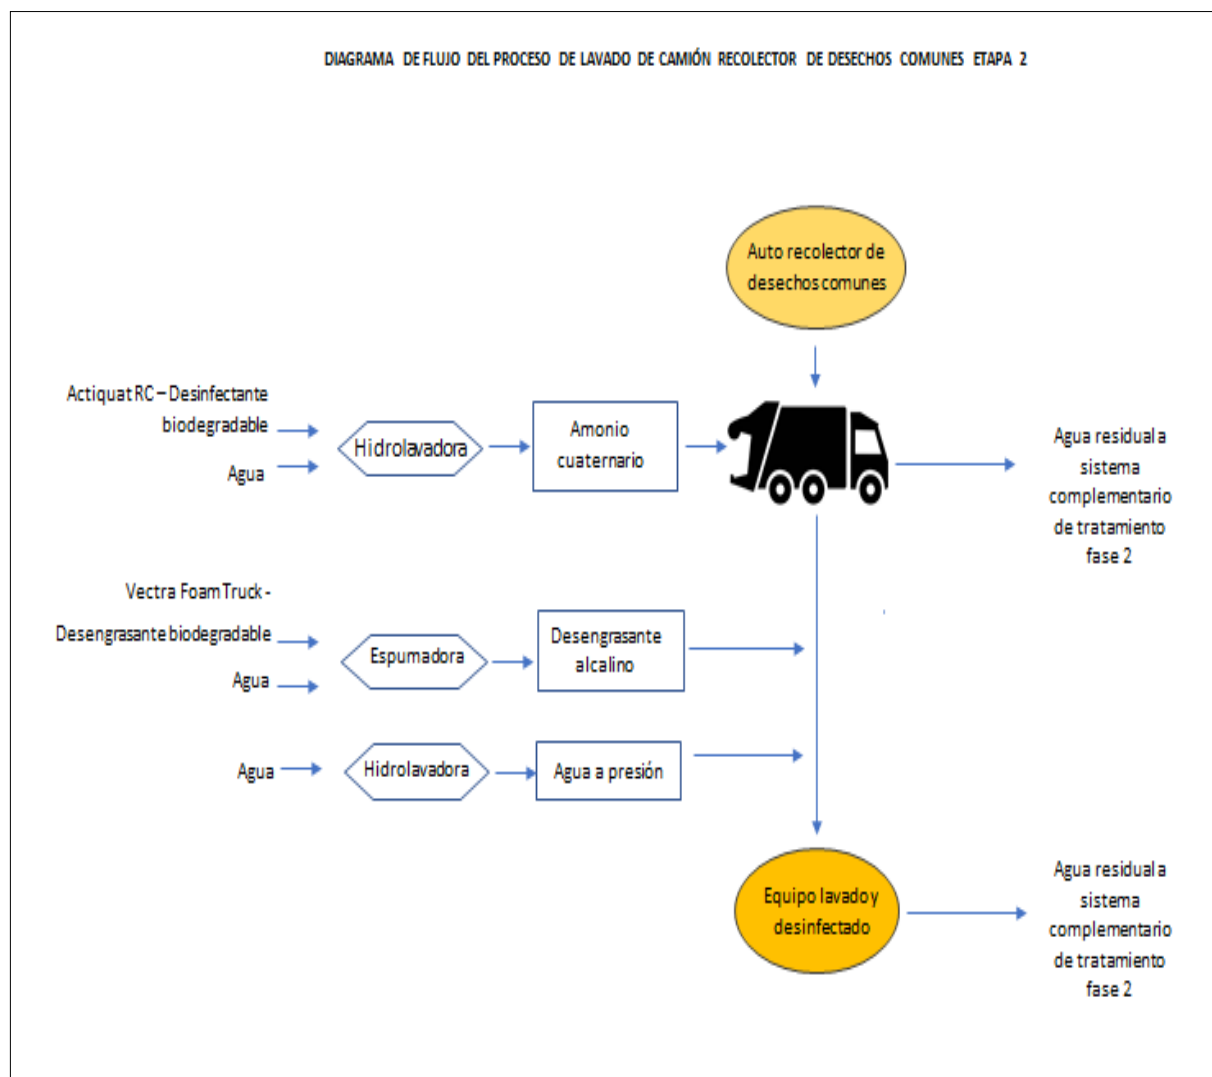 DIAGRAMA DE FLUJO DEL PROCESO DE LAVADO DE CAMIÓN RECOLECTOR DE DESECHOS COMUNES ETAPA 2
Auto recolector de
desechos comunes
Actiquat RC – Desinfectante
biodegradable
Agua
Hidrolavadora
Amonio
cuaternario
Agua residual a
sistema
complementario
de tratamiento
fase 2
Vectra Foam Truck -
Desengrasante biodegradable
Agua
Espumadora
Desengrasante
alcalino
Agua
Hidrolavadora
Agua a presión
Equipo lavado y
desinfectado
Agua residual a
sistema
complementario
de tratamiento
fase 2